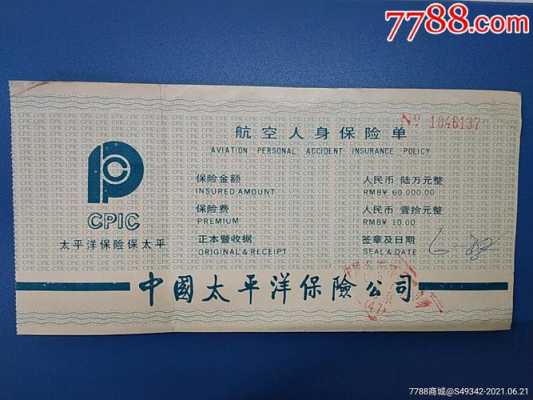 7788.com
Nº 1846137
航空人身保险单
AVIATION PERSONAL ACCIDENT INSURANCE POLICY
保险金额 人民币 陆万元整
INSURED AMOUNT RMB¥ 60,000.00
保险费 人民币 壹拾元整
PREMIUM RMB¥ 10.00
正本暨收据 签章及日期
ORIGINAL & RECEIPT SEAL & DATE
CPIC
太平洋保险保太平
中國太平洋保險公司
7788商城@S49342-2021.06.21